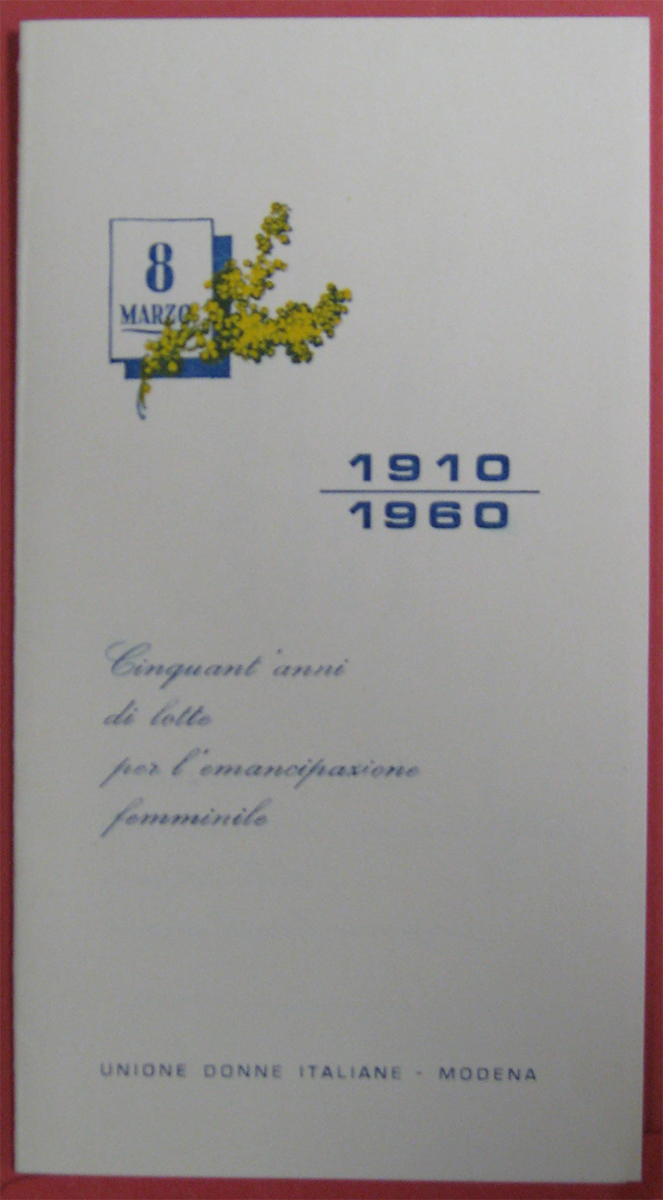 8
MARZO
1910
1960
Cinquant'anni
di lotte
per l'emancipazione
femminile
UNIONE DONNE ITALIANE - MODENA